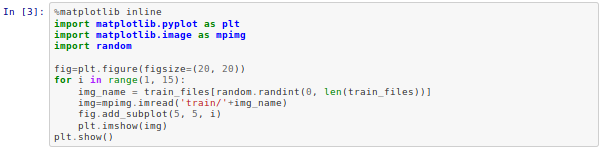 In [3]: %matplotlib inline
import matplotlib.pyplot as plt
import matplotlib.image as mpimg
import random

fig=plt.figure(figsize=(20, 20))
for i in range(1, 15):
    img_name = train_files[random.randint(0, len(train_files))]
    img=mpimg.imread('train/'+img_name)
    fig.add_subplot(5, 5, i)
    plt.imshow(img)
plt.show()